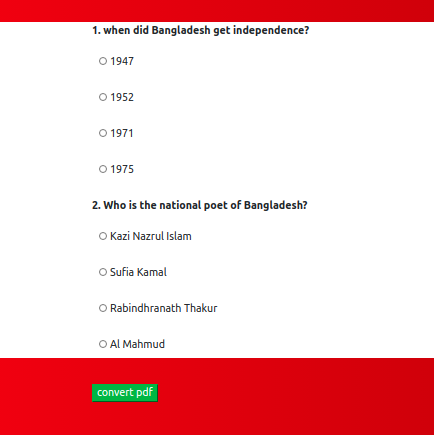 1. when did Bangladesh get independence?
1947
1952
1971
1975
2. Who is the national poet of Bangladesh?
Kazi Nazrul Islam
Sufia Kamal
Rabindhranath Thakur
Al Mahmud
convert pdf